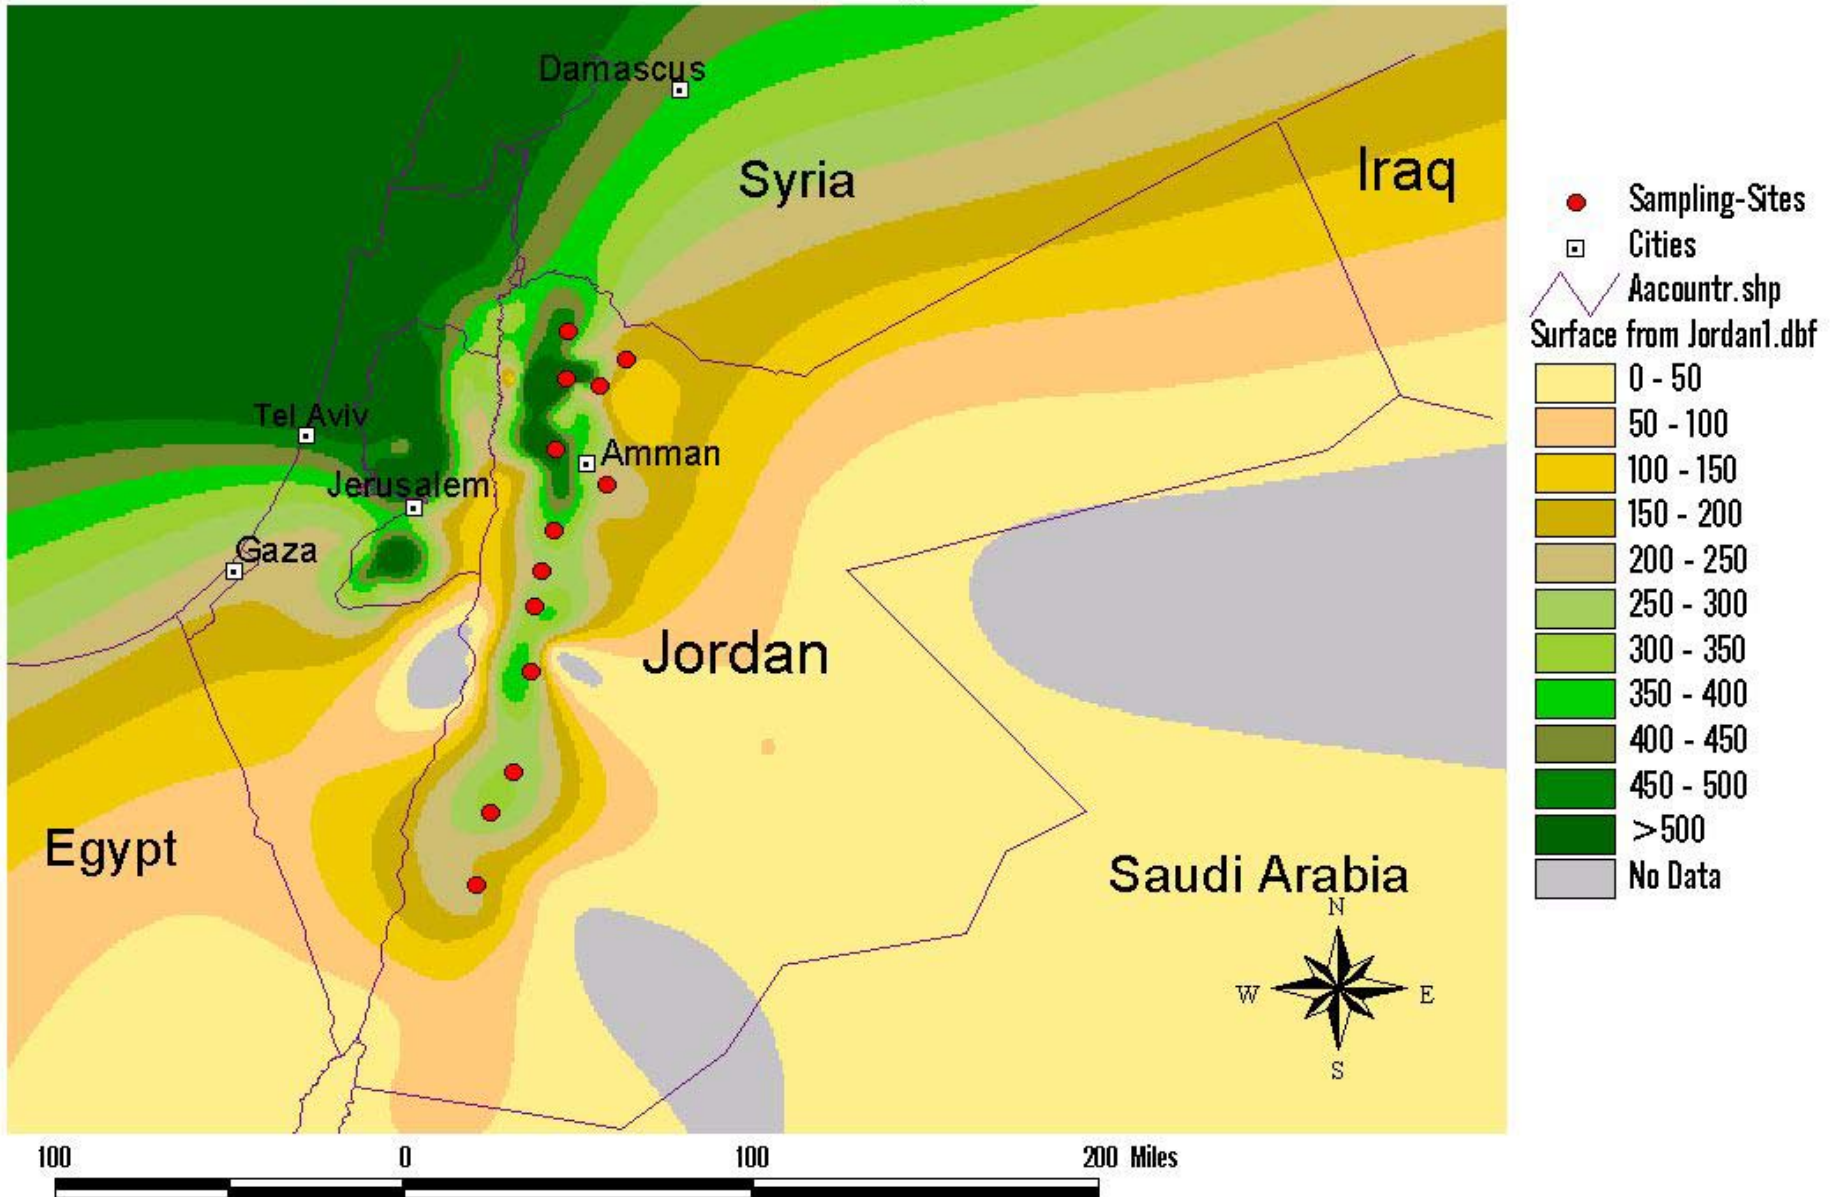 Damascus
Syria
Iraq
Tel Aviv
Amman
Jerusalem
Gaza
Jordan
Egypt
Saudi Arabia
N
W
E
S
Sampling-Sites
Cities
Aacountr.shp
Surface from Jordan1.dbf
0 - 50
50 - 100
100 - 150
150 - 200
200 - 250
250 - 300
300 - 350
350 - 400
400 - 450
450 - 500
>500
No Data
100 0 100 200 Miles